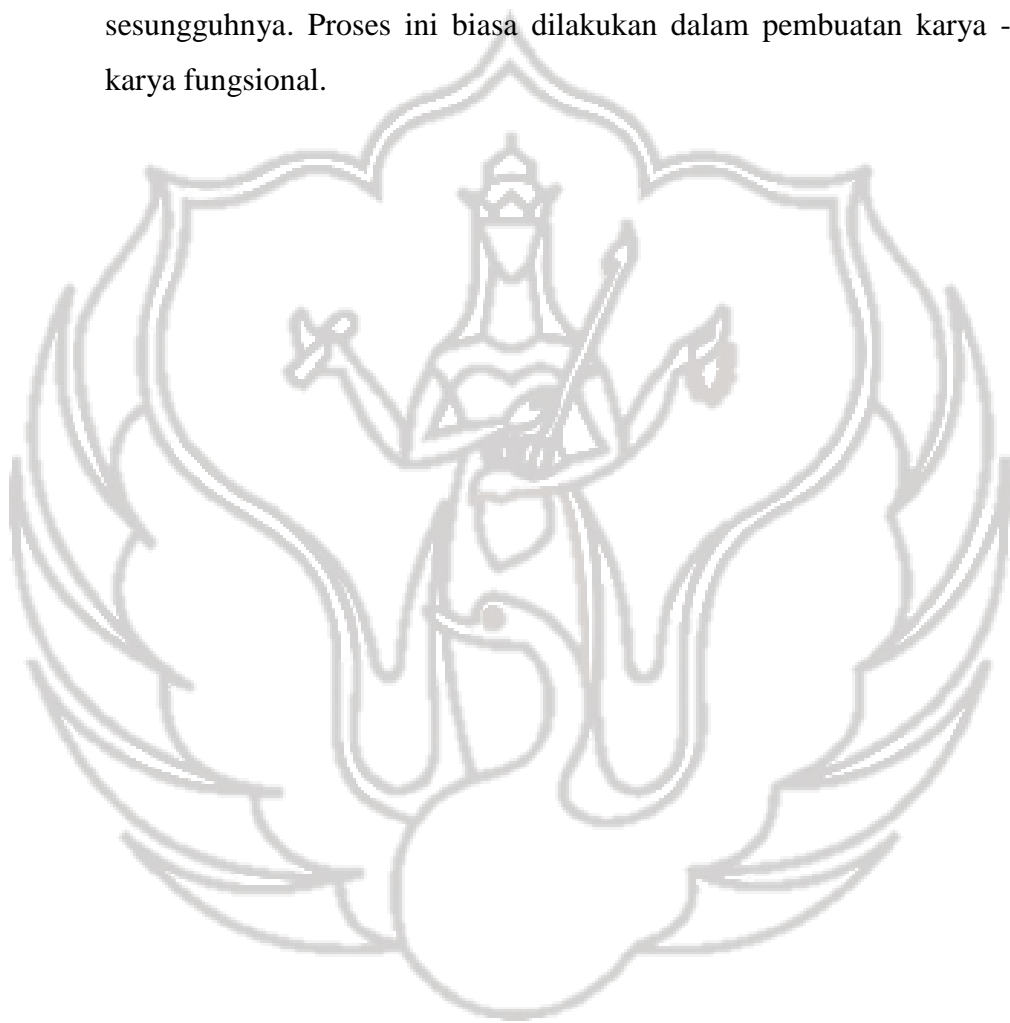 sesungguhnya. Proses ini biasa dilakukan dalam pembuatan karya -
karya fungsional.